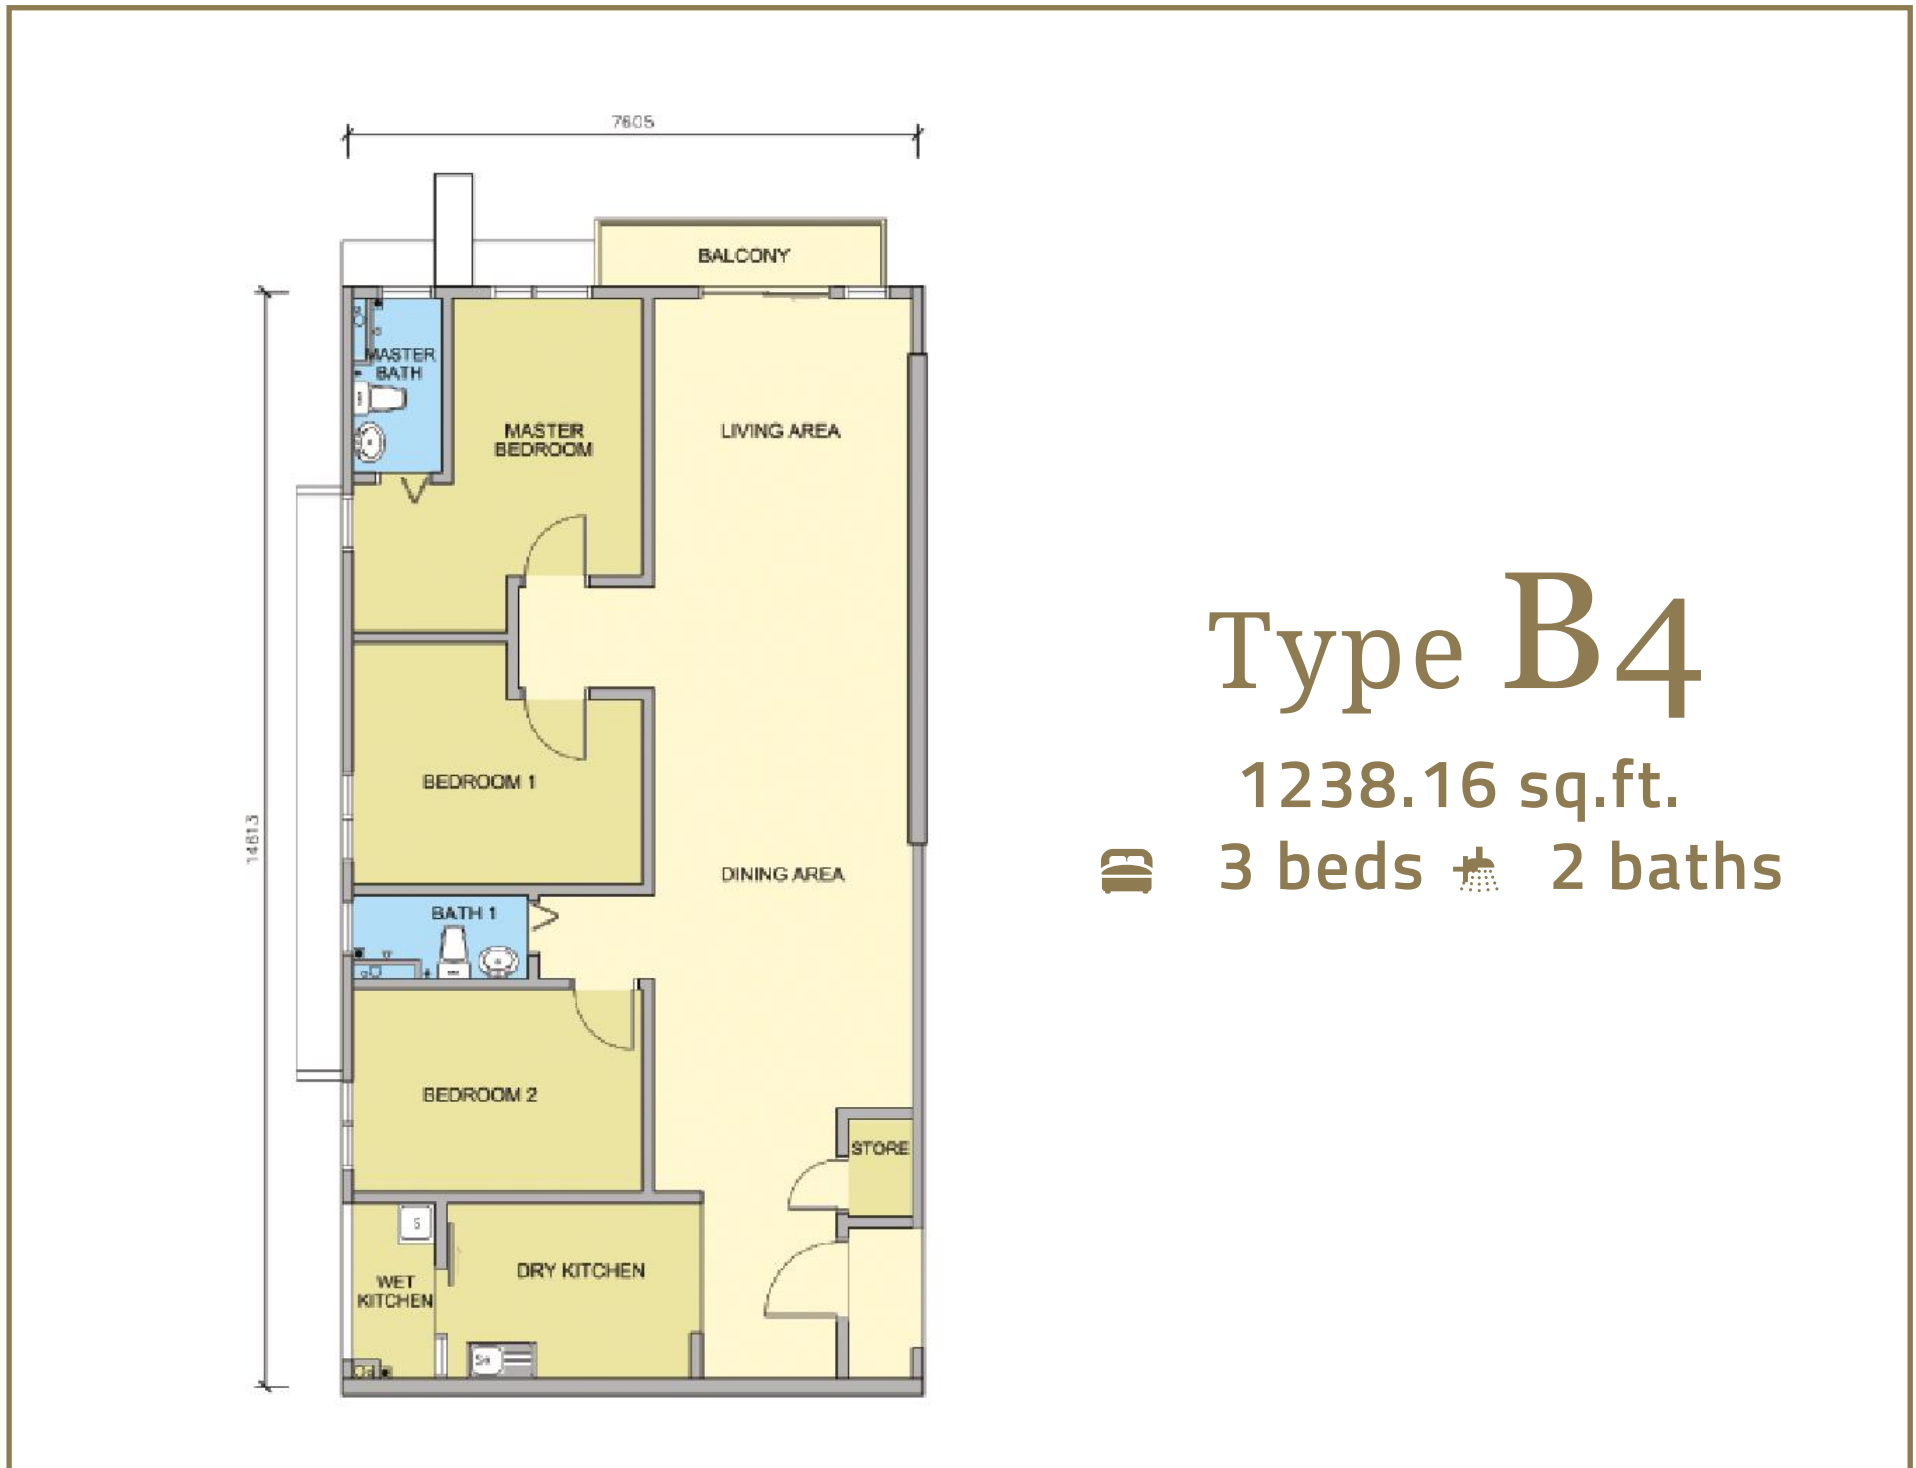 7605
BALCONY
MASTER
BATH
MASTER
BEDROOM
LIVING AREA
14613
BEDROOM 1
DINING AREA
BATH 1
BEDROOM 2
STORE
S
WET
KITCHEN
DRY KITCHEN
Type B4
1238.16 sq.ft.
3 beds 2 baths